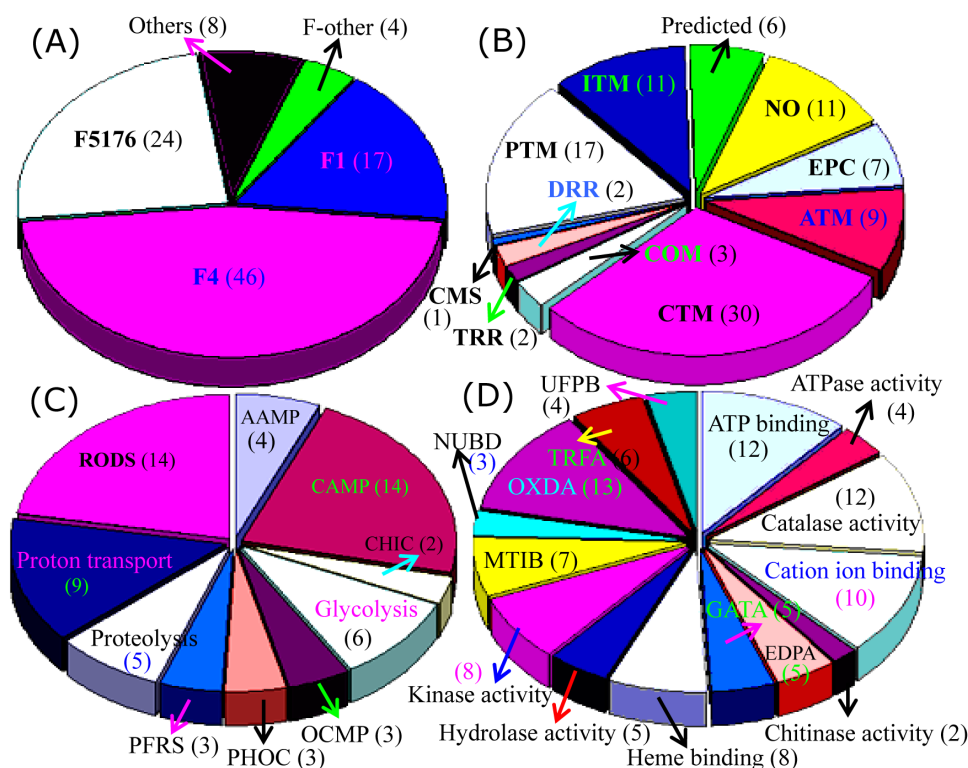 (A)
Others (8)
F-other (4)
F5176 (24)
F1 (17)
F4 (46)
(B)
Predicted (6)
ITM (11)
NO (11)
PTM (17)
EPC (7)
DRR (2)
ATM (9)
COM (3)
CMS
(1)
TRR (2)
CTM (30)
(C)
AAMP
(4)
RODS (14)
CAMP (14)
CHIC (2)
Proton transport
(9)
Glycolysis
(6)
Proteolysis
(5)
PFRS (3)
PHOC (3)
OCMP (3)
(D)
UFPB
(4)
ATPase activity
(4)
ATP binding
(12)
NUBD
(3)
TRFA (6)
OXDA (13)
(12)
Catalase activity
MTIB (7)
Cation ion binding
(10)
GATA (5)
EDPA
(5)
(8)
Kinase activity
Hydrolase activity (5)
Heme binding (8)
Chitinase activity (2)